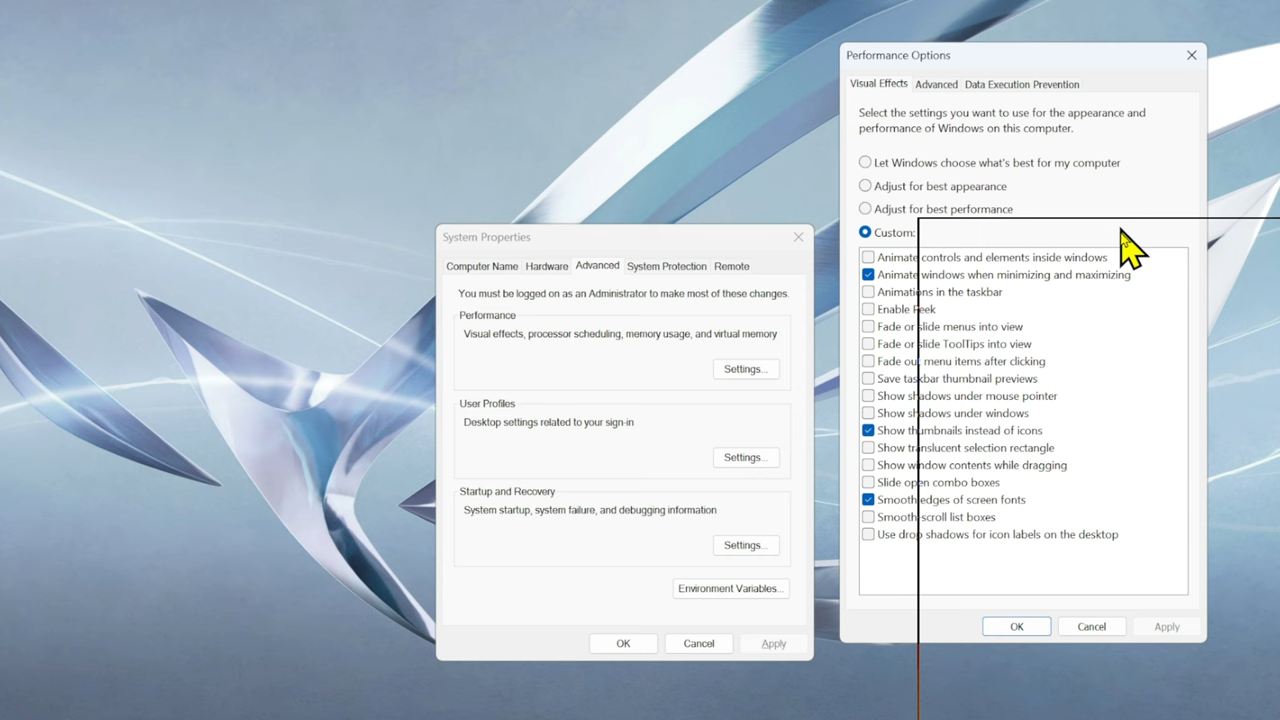 System Properties
Computer Name Hardware Advanced System Protection Remote
You must be logged on as an Administrator to make most of these changes.
Performance
Visual effects, processor scheduling, memory usage, and virtual memory
Settings...
User Profiles
Desktop settings related to your sign-in
Settings...
Startup and Recovery
System startup, system failure, and debugging information
Settings...
Environment Variables...
OK Cancel Apply
Performance Options
Visual Effects Advanced Data Execution Prevention
Select the settings you want to use for the appearance and
performance of Windows on this computer.
Let Windows choose what's best for my computer
Adjust for best appearance
Adjust for best performance
Custom:
Animate controls and elements inside windows
Animate windows when minimizing and maximizing
Animations in the taskbar
Enable Peek
Fade or slide menus into view
Fade or slide ToolTips into view
Fade out menu items after clicking
Save taskbar thumbnail previews
Show shadows under mouse pointer
Show shadows under windows
Show thumbnails instead of icons
Show translucent selection rectangle
Show window contents while dragging
Slide open combo boxes
Smooth edges of screen fonts
Smooth-scroll list boxes
Use drop shadows for icon labels on the desktop
OK Cancel Apply